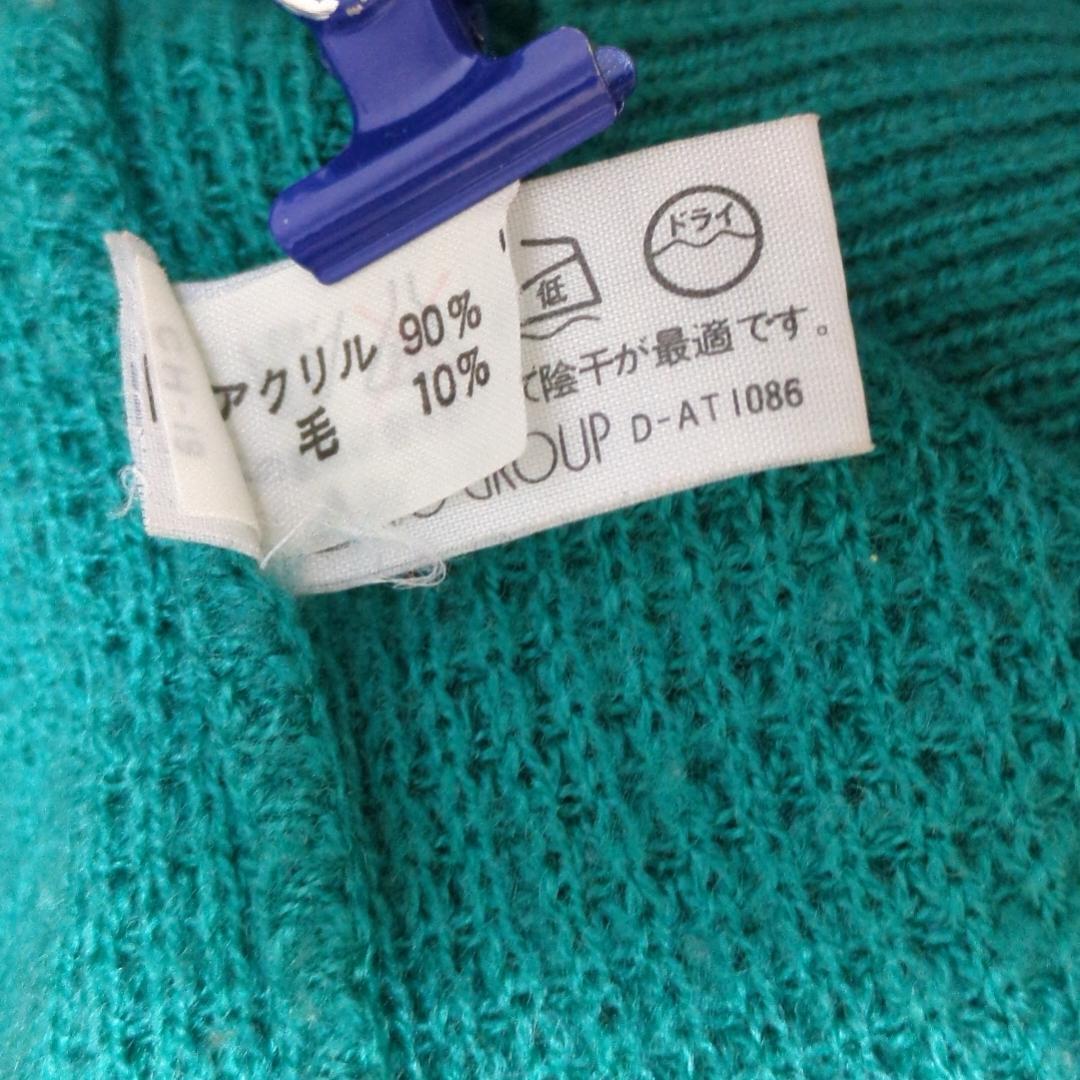 アクリル 90%
毛 10%
低
ドライ
陰干が最適です。
GROUP D-AT1086